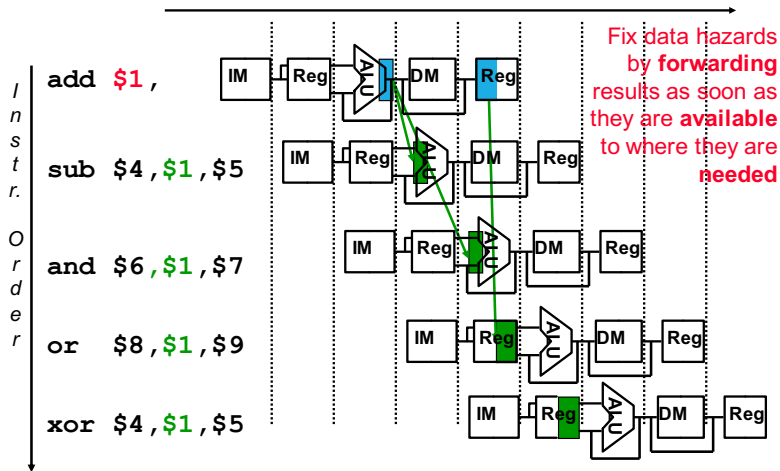 Fix data hazards
by forwarding
results as soon as
they are available
to where they are
needed
Instr. Order
add $1,
IM Reg ALU DM Reg
sub $4,$1,$5
IM Reg ALU DM Reg
and $6,$1,$7
IM Reg ALU DM Reg
or $8,$1,$9
IM Reg ALU DM Reg
xor $4,$1,$5
IM Reg ALU DM Reg